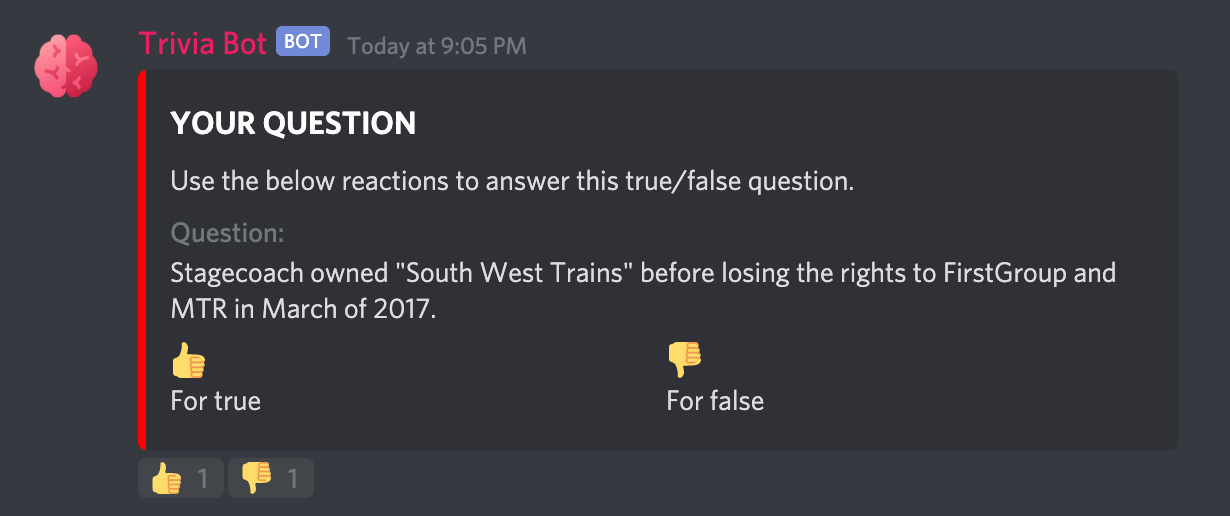 Trivia Bot BOT Today at 9:05 PM
YOUR QUESTION
Use the below reactions to answer this true/false question.
Question:
Stagecoach owned "South West Trains" before losing the rights to FirstGroup and
MTR in March of 2017.
For true For false
1 1